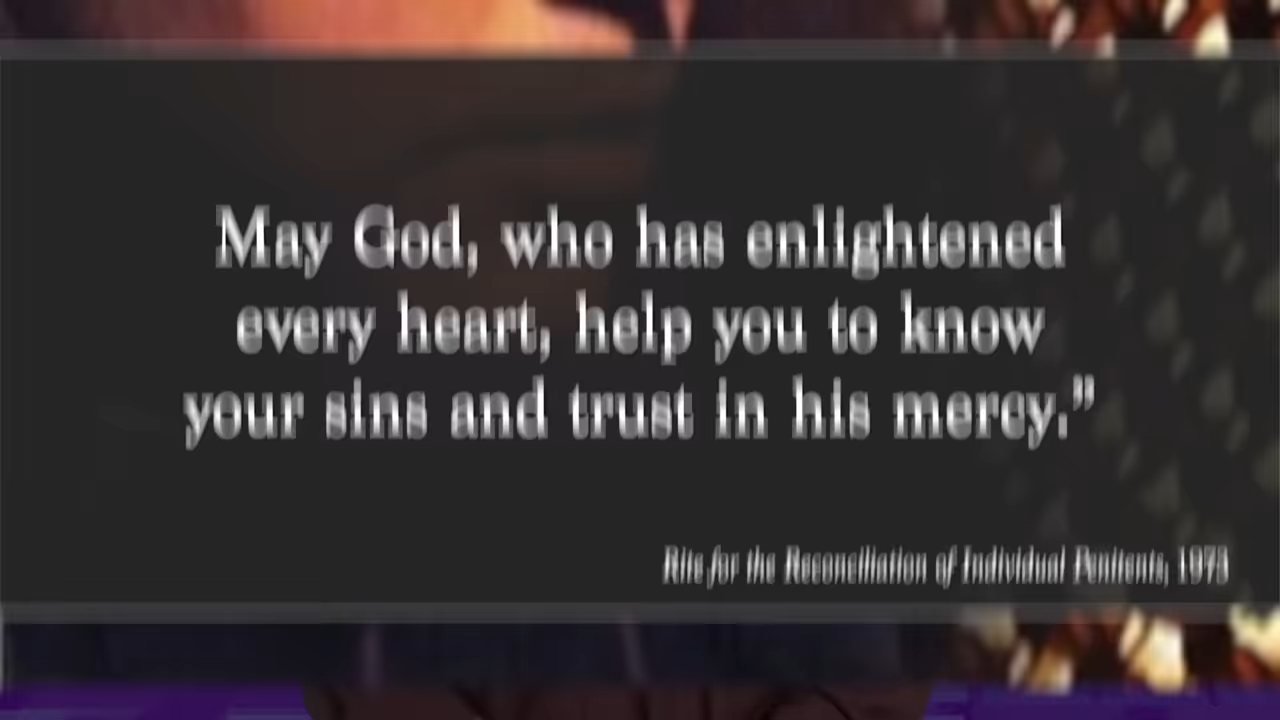 May God, who has enlightened
every heart, help you to know
your sins and trust in his mercy.”
Rite for the Reconciliation of Individual Penitents, 1973